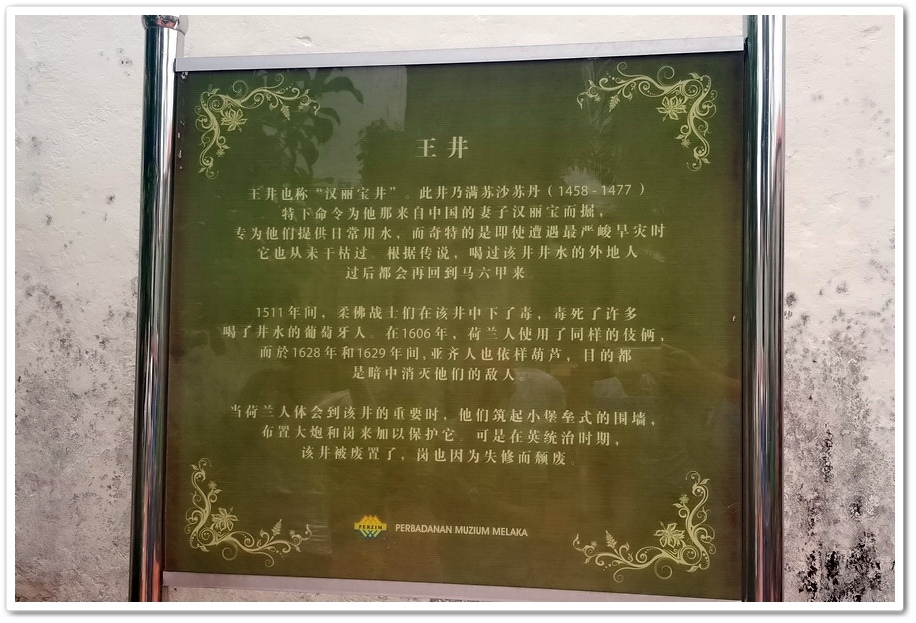 王井
王井也称“汉丽宝井”。此井乃满苏沙苏丹（1458-1477）
特下命令为他那来自中国的妻子汉丽宝而掘，
专为他们提供日常用水，而奇特的是即使遭遇最严峻旱灾时
它也从未干枯过。根据传说，喝过该井井水的外地人
过后都会再回到马六甲来。
1511年间，柔佛战士们在该井中下了毒，毒死了许多
喝了井水的葡萄牙人。在1606年，荷兰人使用了同样的伎俩，
而於1628年和1629年间,亚齐人也依样葫芦，目的都
是暗中消灭他们的敌人。
当荷兰人体会到该井的重要时，他们筑起小堡垒式的围墙，
布置大炮和岗来加以保护它。可是在英统治时期，
该井被废置了，岗也因为失修而颓废。
PERZIM
PERBADANAN MUZIUM MELAKA